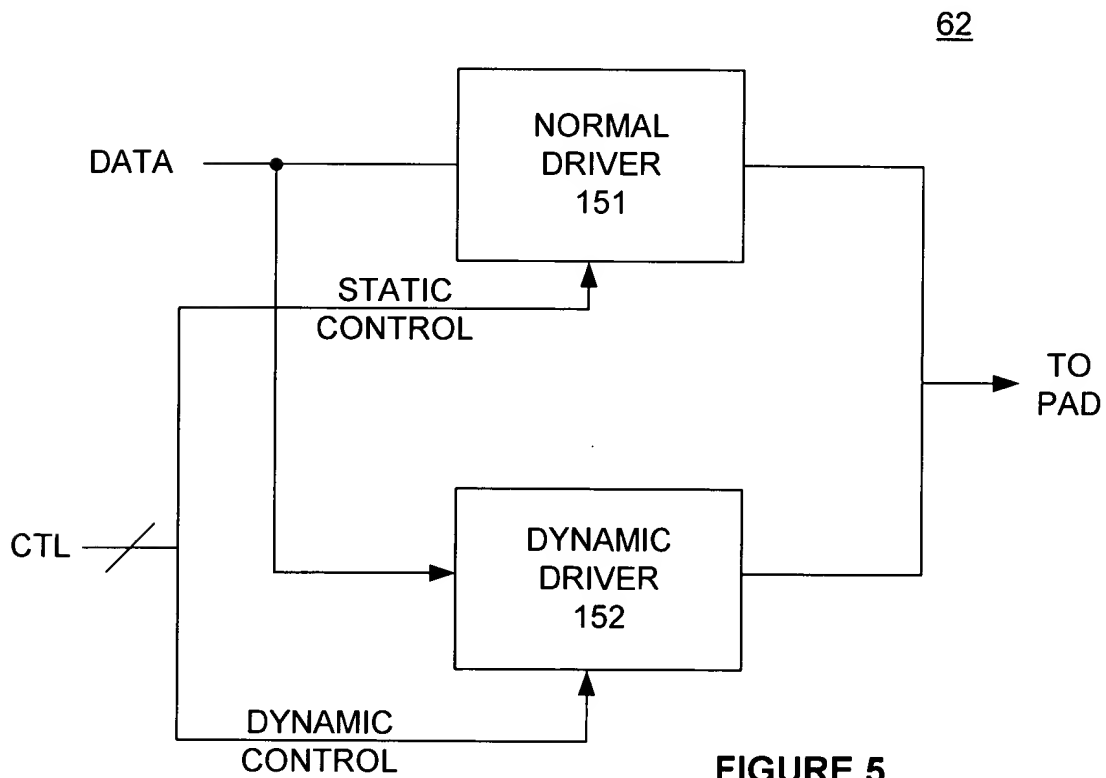 62
NORMAL
DRIVER
151
DATA
STATIC
CONTROL
TO
PAD
CTL
DYNAMIC
DRIVER
152
DYNAMIC
CONTROL
FIGURE 5